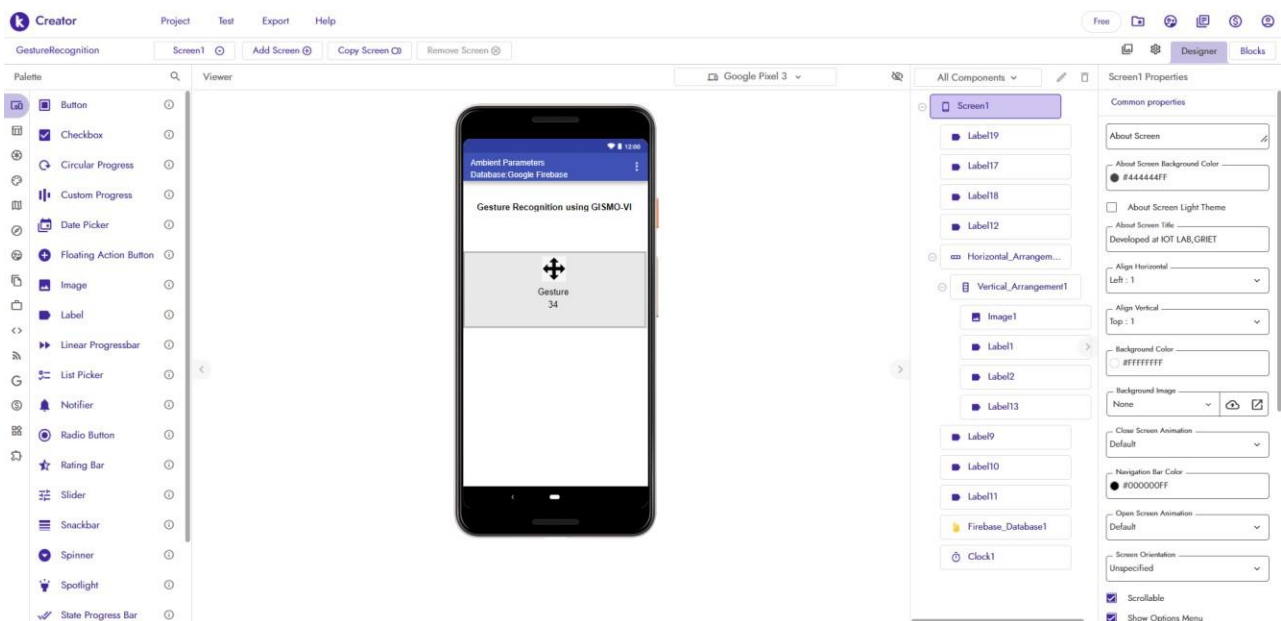 Creator
Project Test Export Help
Free
GestureRecognition
Screen1
Add Screen
Copy Screen
Remove Screen
Designer
Blocks
Palette
Viewer
Google Pixel 3
All Components
Screen1 Properties
Button
Checkbox
Circular Progress
Custom Progress
Date Picker
Floating Action Button
Image
Label
Linear Progressbar
List Picker
Notifier
Radio Button
Rating Bar
Slider
Snackbar
Spinner
Spotlight
State Progress Bar
12:00
Ambient Parameters
Database:Google Firebase
Gesture Recognition using GISMO-VI
Gesture
34
Screen1
Label19
Label17
Label18
Label12
Horizontal_Arrangem...
Vertical_Arrangement1
Image1
Label1
Label2
Label13
Label9
Label10
Label11
Firebase_Database1
Clock1
Common properties
About Screen
About Screen Background Color
#444444FF
About Screen Light Theme
About Screen Title
Developed at IOT LAB,GRIET
Align Horizontal
Left : 1
Align Vertical
Top : 1
Background Color
#FFFFFFFF
Background Image
None
Close Screen Animation
Default
Navigation Bar Color
#000000FF
Open Screen Animation
Default
Screen Orientation
Unspecified
Scrollable
Show Options Menu